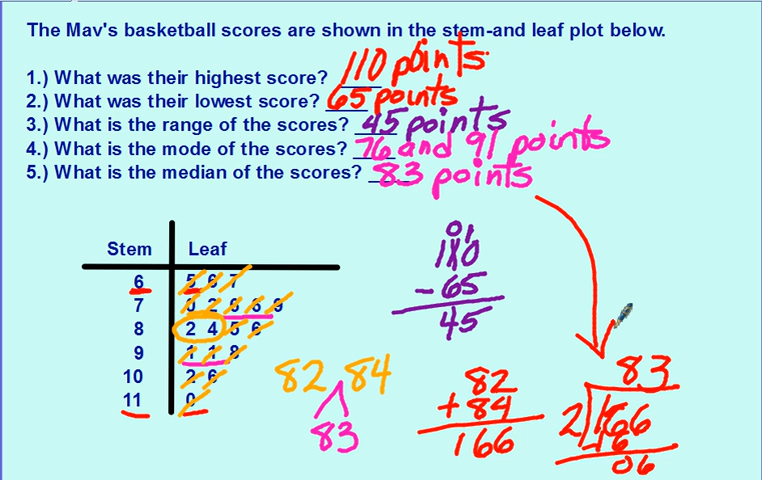 The Mav's basketball scores are shown in the stem-and leaf plot below.
1.) What was their highest score? 110 points
2.) What was their lowest score? 65 points
3.) What is the range of the scores? 45 points
4.) What is the mode of the scores? 76 and 91 points
5.) What is the median of the scores? 83 points
Stem Leaf
6 5 6 7
7 0 2 6 6 9
8 2 4 5 6
9 1 1 8
10 2 6
11 0
01
110
- 65
45
82 84
83
82
+ 84
166
83
2 166
16
06